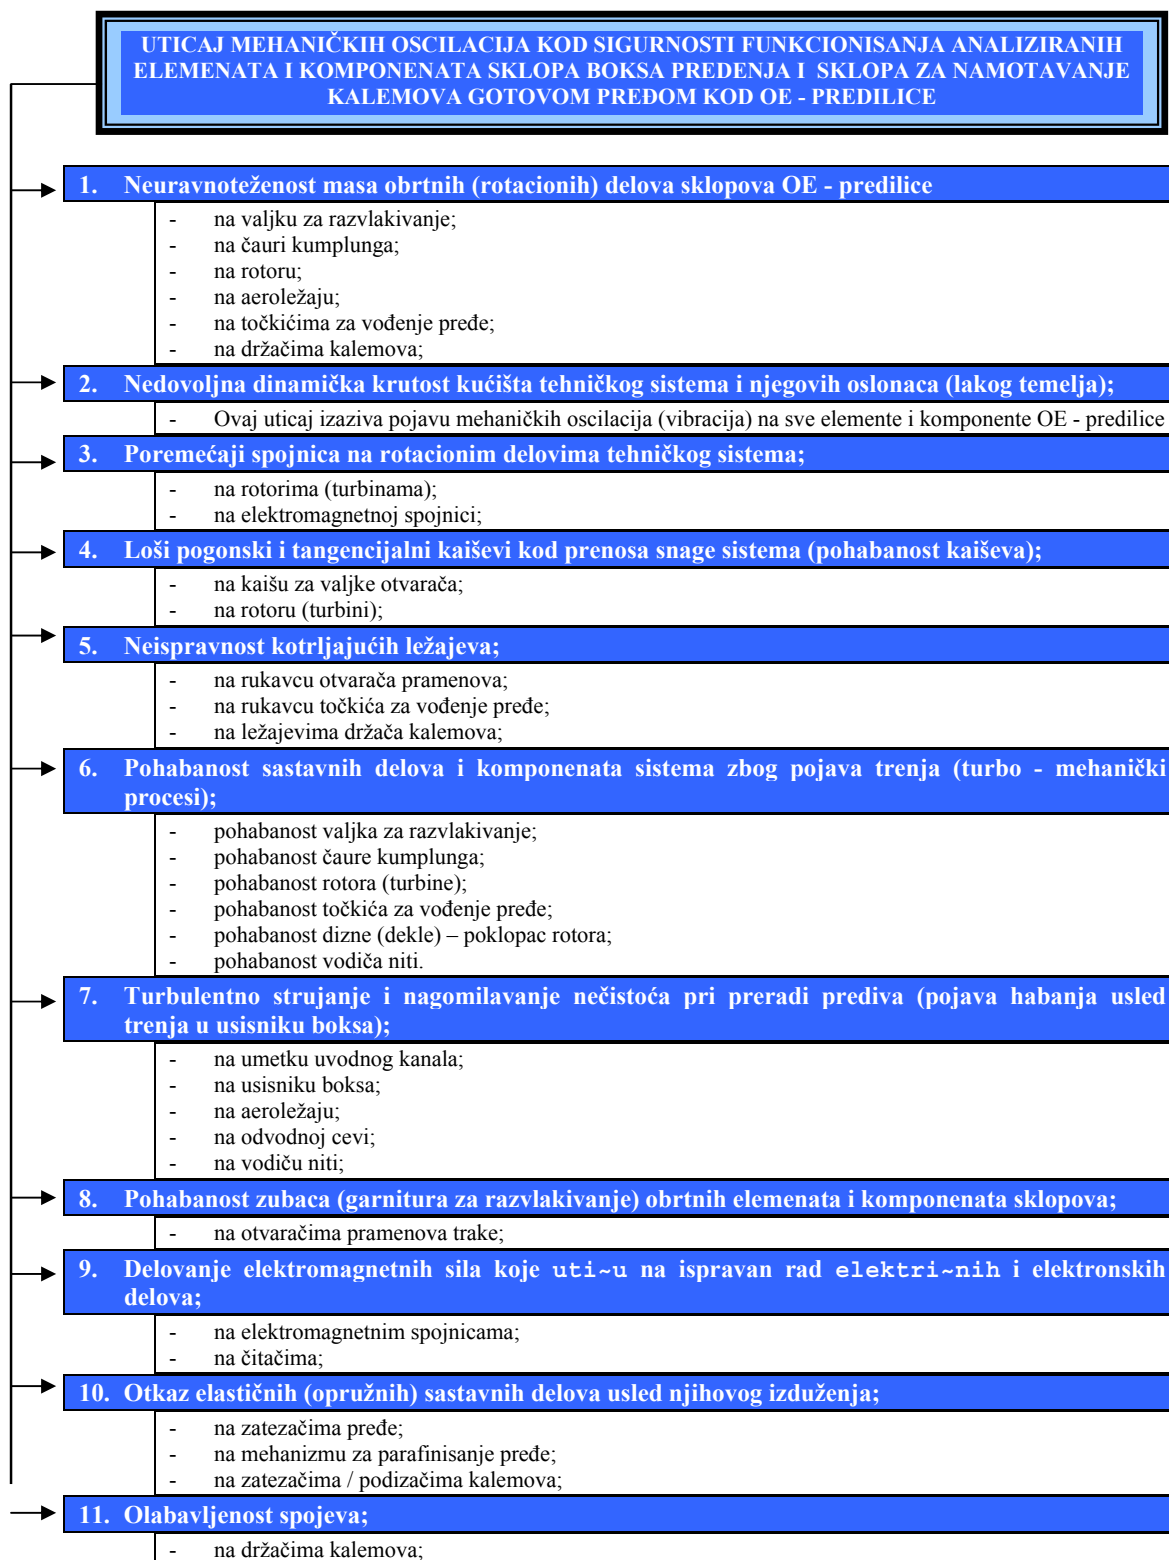 UTICAJ MEHANIČKIH OSCILACIJA KOD SIGURNOSTI FUNKCIONISANJA ANALIZIRANIH
ELEMENATA I KOMPONENATA SKLOPA BOKSA PREDENJA I SKLOPA ZA NAMOTAVANJE
KALEMOVA GOTOVOM PREĐOM KOD OE - PREDILICE
1. Neuravnoteženost masa obrtnih (rotacionih) delova sklopova OE - predilice
- na valjku za razvlakivanje;
- na čauri kumplunga;
- na rotoru;
- na aeroležaju;
- na točkićima za vođenje pređe;
- na držačima kalemova;
2. Nedovoljna dinamička krutost kućišta tehničkog sistema i njegovih oslonaca (lakog temelja);
- Ovaj uticaj izaziva pojavu mehaničkih oscilacija (vibracija) na sve elemente i komponente OE - predilice
3. Poremećaji spojnica na rotacionim delovima tehničkog sistema;
- na rotorima (turbinama);
- na elektromagnetnoj spojnici;
4. Loši pogonski i tangencijalni kaiševi kod prenosa snage sistema (pohabanost kaiševa);
- na kaišu za valjke otvarača;
- na rotoru (turbini);
5. Neispravnost kotrljajućih ležajeva;
- na rukavcu otvarača pramenova;
- na rukavcu točkića za vođenje pređe;
- na ležajevima držača kalemova;
6. Pohabanost sastavnih delova i komponenata sistema zbog pojava trenja (turbo - mehanički
procesi);
- pohabanost valjka za razvlakivanje;
- pohabanost čaure kumplunga;
- pohabanost rotora (turbine);
- pohabanost točkića za vođenje pređe;
- pohabanost dizne (dekle) – poklopac rotora;
- pohabanost vodiča niti.
7. Turbulentno strujanje i nagomilavanje nečistoća pri preradi prediva (pojava habanja usled
trenja u usisniku boksa);
- na umetku uvodnog kanala;
- na usisniku boksa;
- na aeroležaju;
- na odvodnoj cevi;
- na vodiču niti;
8. Pohabanost zubaca (garnitura za razvlakivanje) obrtnih elemenata i komponenata sklopova;
- na otvaračima pramenova trake;
9. Delovanje elektromagnetnih sila koje uti~u na ispravan rad elektri~nih i elektronskih
delova;
- na elektromagnetnim spojnicama;
- na čitačima;
10. Otkaz elastičnih (opružnih) sastavnih delova usled njihovog izduženja;
- na zatezačima pređe;
- na mehanizmu za parafinisanje pređe;
- na zatezačima / podizačima kalemova;
11. Olabavljenost spojeva;
- na držačima kalemova;